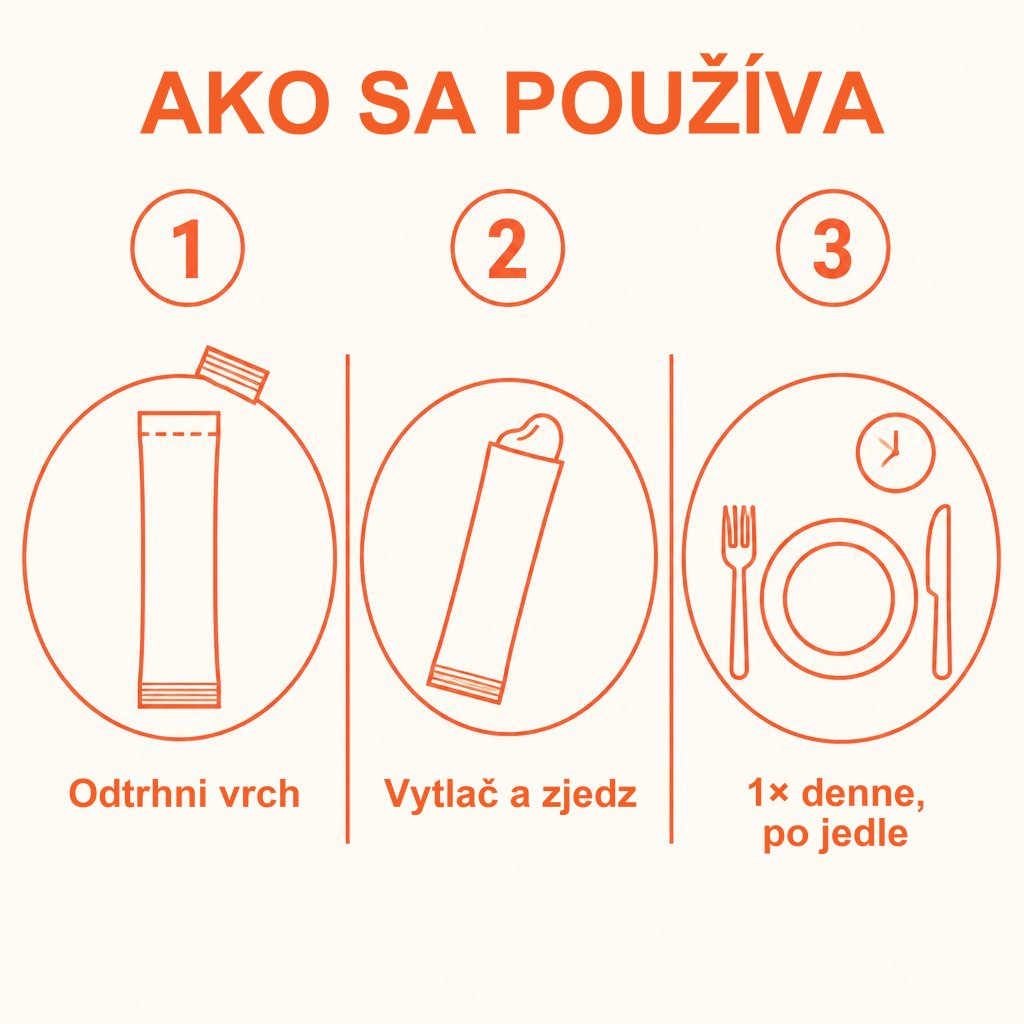 AKO SA POUŽÍVA
1
2
3
Odtrhni vrch
Vytlač a zjedz
1× denne,
po jedle